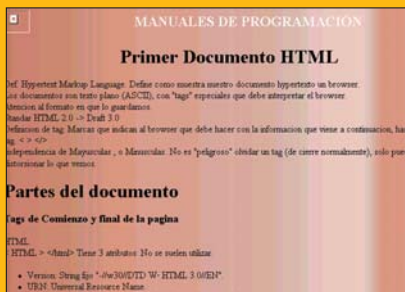 MANUALES DE PROGRAMACION
Primer Documento HTML
Def. Hypertext Markup Language. Define como muestra nuestro documento hypertexto un browser.
Los documentos son texto plano (ASCII), con "tags" especiales que debe interpretar el browser.
Atencion al formato en que lo guardamos.
Standar HTML 2.0 -> Draft 3.0
Definicion de tag: Marcas que indican al browser que debe hacer con la informacion que viene a continuacion, has
tag. < > </>
independencia de Mayusculas , o Minusculas. No es "peligroso" olvidar un tag (de cierre normalmente), solo pued
distorsionar lo que vemos.
Partes del documento
Tags de Comienzo y final de la pagina
HTML.
HTML > </html> Tiene 3 atributos. No se suelen utilizar.
• Version: String fijo "-//w30//DTD W- HTML 3.0//EN".
• URN: Universal Resource Name.